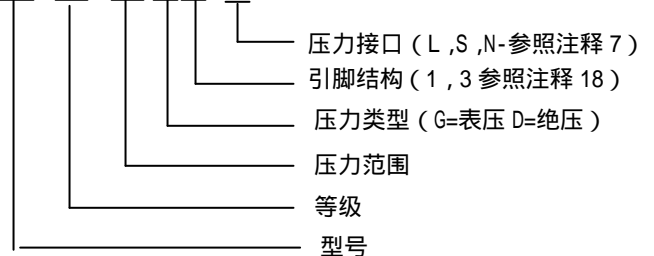 压力接口（L ,S ,N-参照注释 7）
引脚结构（1 , 3 参照注释 18）
压力类型（G=表压 D=绝压）
压力范围
等级
型号